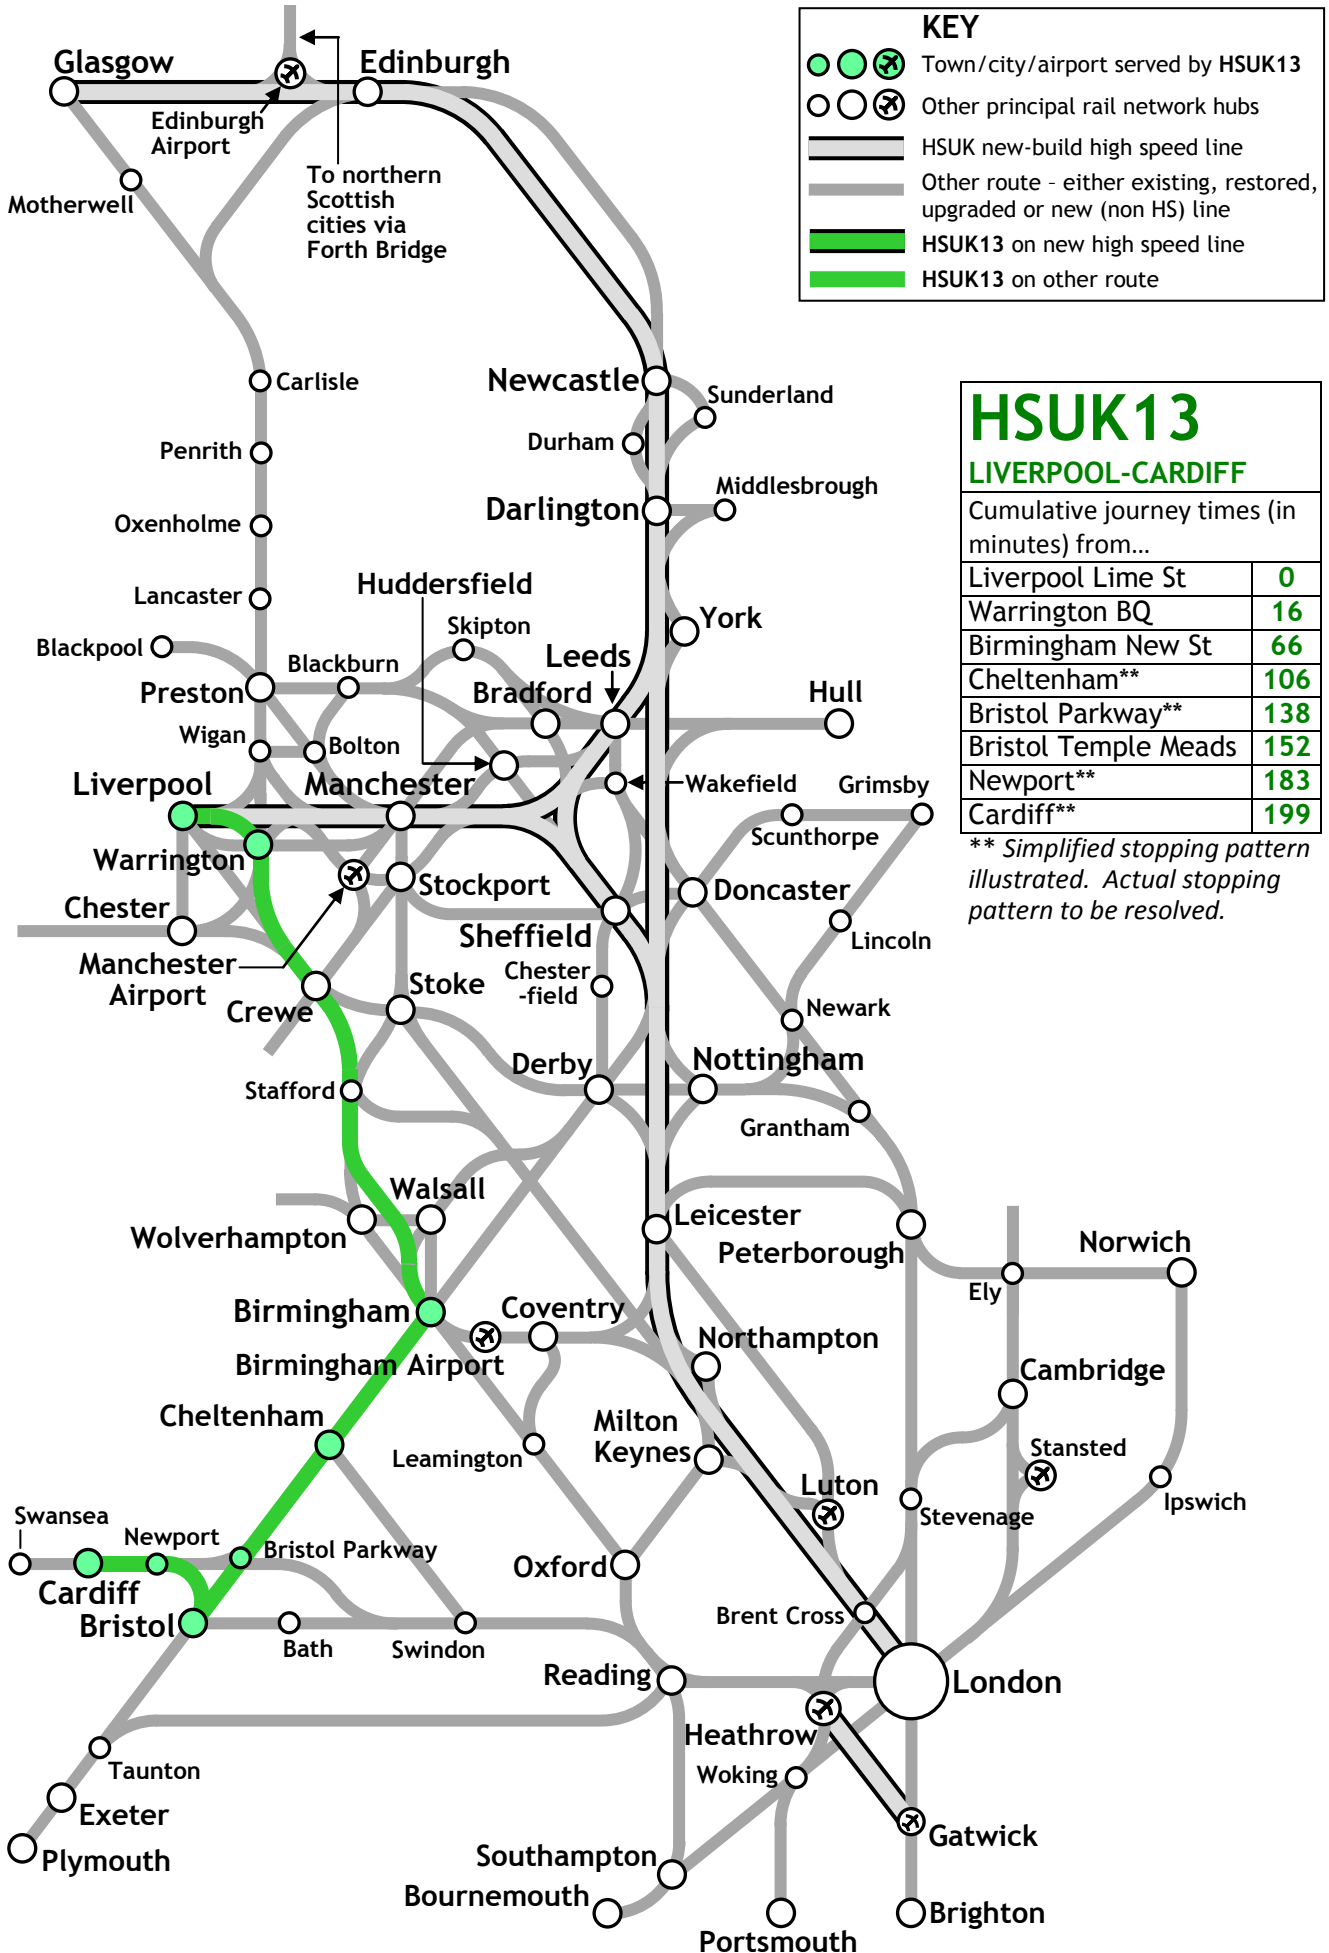 KEY
Town/city/airport served by HSUK13
Other principal rail network hubs
HSUK new-build high speed line
Other route – either existing, restored,
upgraded or new (non HS) line
HSUK13 on new high speed line
HSUK13 on other route
Glasgow
Edinburgh
Edinburgh
Airport
To northern
Scottish
cities via
Forth Bridge
Motherwell
Carlisle
Newcastle
Sunderland
Durham
Penrith
Darlington
Middlesbrough
Oxenholme
Lancaster
Huddersfield
Skipton
York
Blackpool
Blackburn
Leeds
Preston
Bradford
Hull
Wigan
Bolton
Liverpool
Manchester
Wakefield
Grimsby
Scunthorpe
Warrington
Stockport
Doncaster
Chester
Sheffield
Lincoln
Manchester
Airport
Chester
-field
Stoke
Crewe
Newark
Derby
Nottingham
Stafford
Grantham
Walsall
Wolverhampton
Leicester
Peterborough
Norwich
Ely
Birmingham
Coventry
Birmingham Airport
Northampton
Cambridge
Cheltenham
Milton
Keynes
Leamington
Stansted
Luton
Ipswich
Stevenage
Swansea
Newport
Bristol Parkway
Oxford
Cardiff
Bristol
Bath
Swindon
Brent Cross
Reading
London
Heathrow
Woking
Taunton
Exeter
Plymouth
Gatwick
Southampton
Bournemouth
Portsmouth
Brighton
HSUK13
LIVERPOOL-CARDIFF
Cumulative journey times (in
minutes) from…
Liverpool Lime St 0
Warrington BQ 16
Birmingham New St 66
Cheltenham** 106
Bristol Parkway** 138
Bristol Temple Meads 152
Newport** 183
Cardiff** 199
** Simplified stopping pattern
illustrated. Actual stopping
pattern to be resolved.